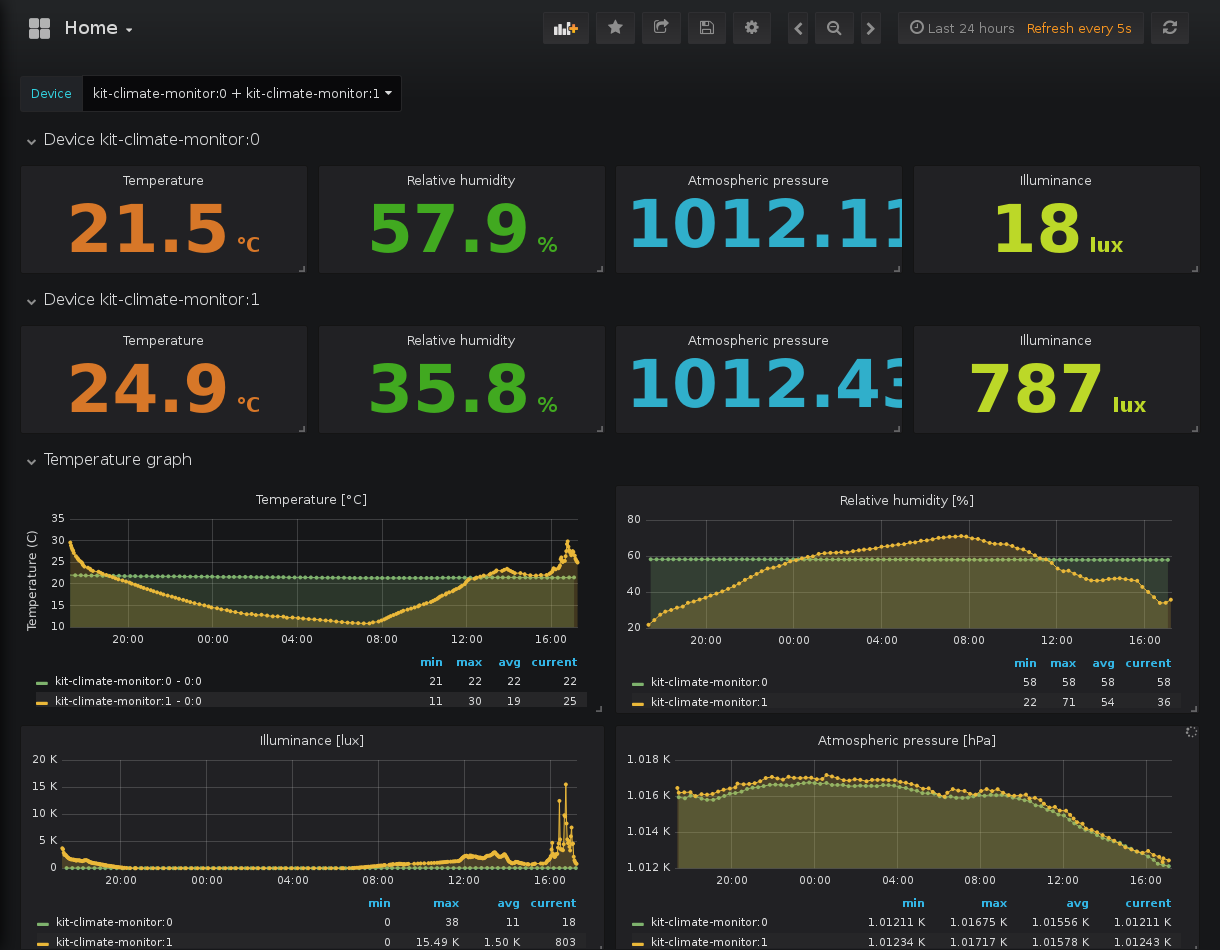 Home
Last 24 hours Refresh every 5s
Device kit-climate-monitor:0 + kit-climate-monitor:1
Device kit-climate-monitor:0
Temperature Relative humidity Atmospheric pressure Illuminance
21.5 °C 57.9 % 1012.11 18 lux
Device kit-climate-monitor:1
Temperature Relative humidity Atmospheric pressure Illuminance
24.9 °C 35.8 % 1012.43 787 lux
Temperature graph
Temperature [°C]
Temperature (C)
35
30
25
20
15
10
20:00 00:00 04:00 08:00 12:00 16:00
min max avg current
kit-climate-monitor:0 - 0:0 21 22 22 22
kit-climate-monitor:1 - 0:0 11 30 19 25
Relative humidity [%]
80
60
40
20
20:00 00:00 04:00 08:00 12:00 16:00
min max avg current
kit-climate-monitor:0 58 58 58 58
kit-climate-monitor:1 22 71 54 36
Illuminance [lux]
20 K
15 K
10 K
5 K
0
20:00 00:00 04:00 08:00 12:00 16:00
min max avg current
kit-climate-monitor:0 0 38 11 18
kit-climate-monitor:1 0 15.49 K 1.50 K 803
Atmospheric pressure [hPa]
1.018 K
1.016 K
1.014 K
1.012 K
20:00 00:00 04:00 08:00 12:00 16:00
min max avg current
kit-climate-monitor:0 1.01211 K 1.01675 K 1.01556 K 1.01211 K
kit-climate-monitor:1 1.01234 K 1.01717 K 1.01578 K 1.01243 K